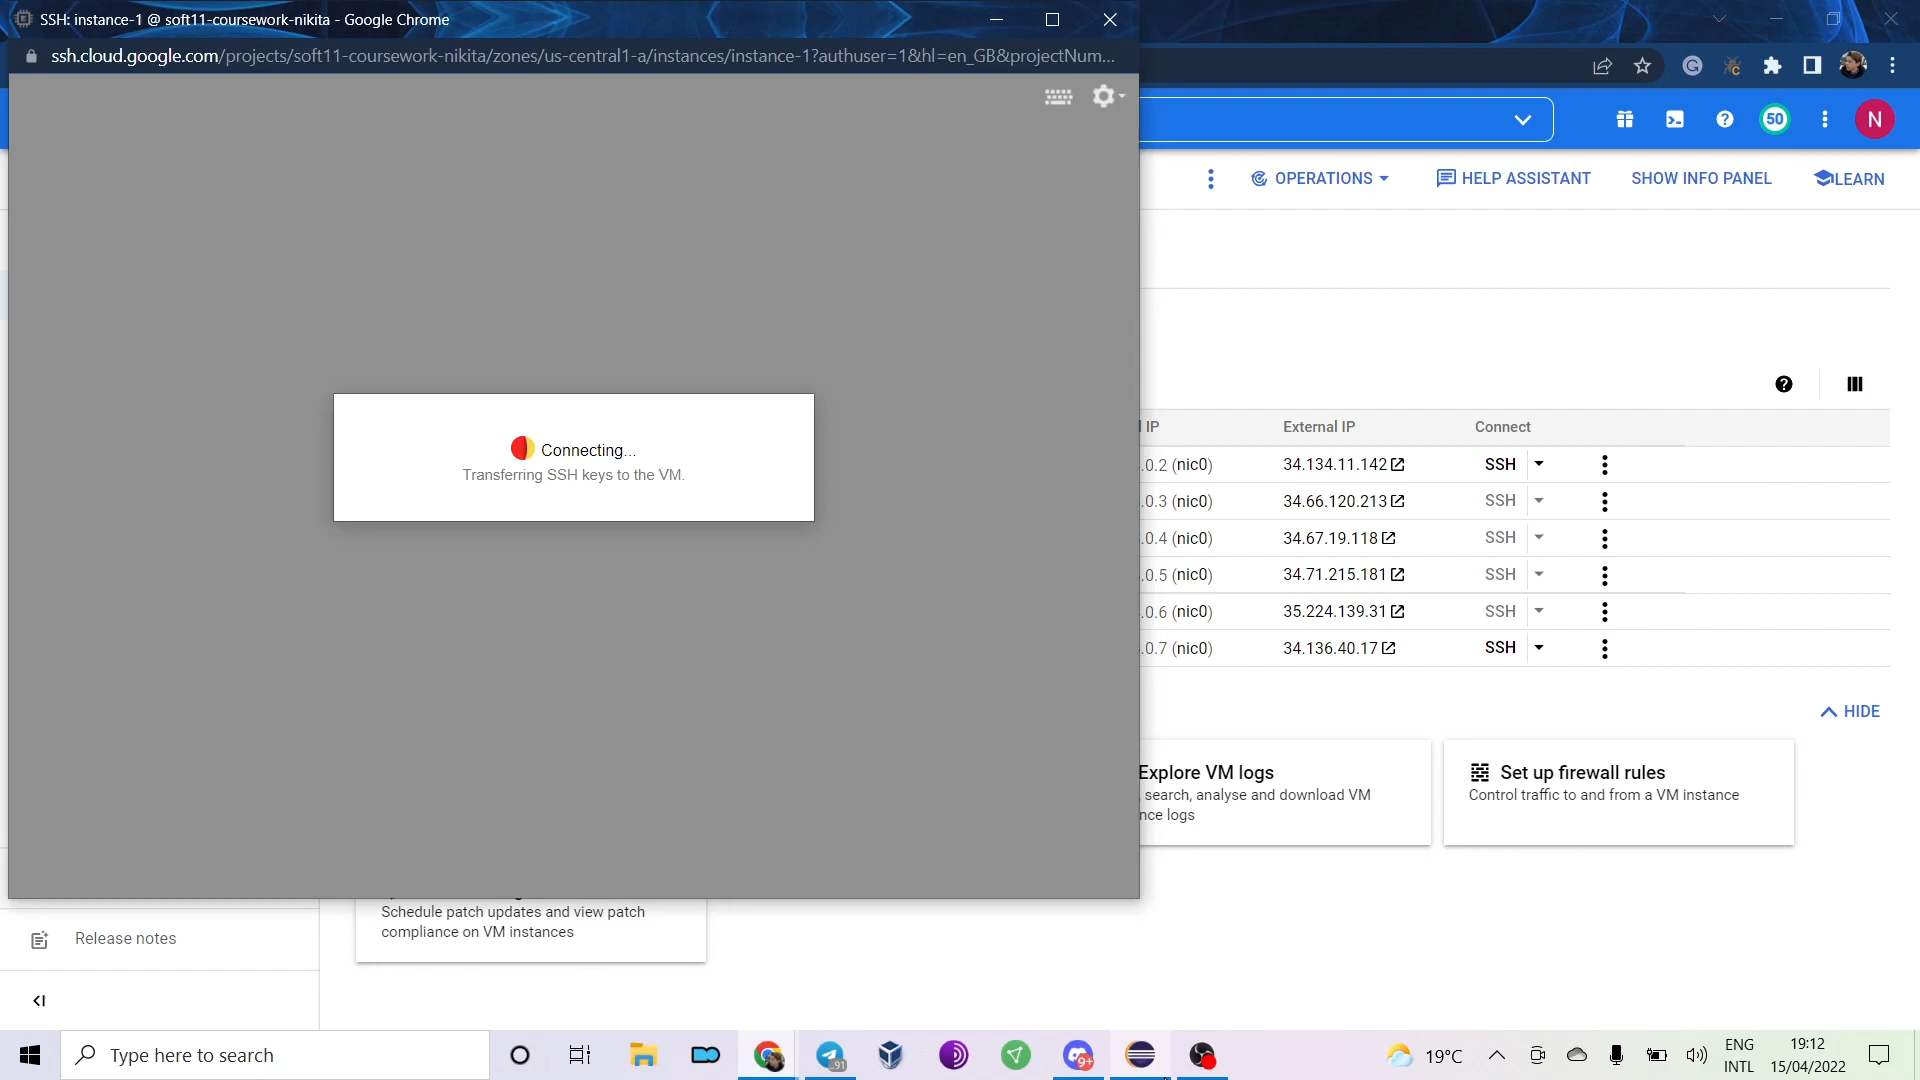 SSH: instance-1 @ soft11-coursework-nikita - Google Chrome
ssh.cloud.google.com/projects/soft11-coursework-nikita/zones/us-central1-a/instances/instance-1?authuser=1&hl=en_GB&projectNum...
50
N
OPERATIONS
HELP ASSISTANT
SHOW INFO PANEL
LEARN
Connecting...
Transferring SSH keys to the VM.
IP External IP Connect
.0.2 (nic0) 34.134.11.142 SSH
.0.3 (nic0) 34.66.120.213 SSH
.0.4 (nic0) 34.67.19.118 SSH
.0.5 (nic0) 34.71.215.181 SSH
.0.6 (nic0) 35.224.139.31 SSH
.0.7 (nic0) 34.136.40.17 SSH
HIDE
Explore VM logs
, search, analyse and download VM
nce logs
Set up firewall rules
Control traffic to and from a VM instance
Schedule patch updates and view patch
compliance on VM instances
Release notes
Type here to search
91
9+
19°C
ENG
INTL
19:12
15/04/2022